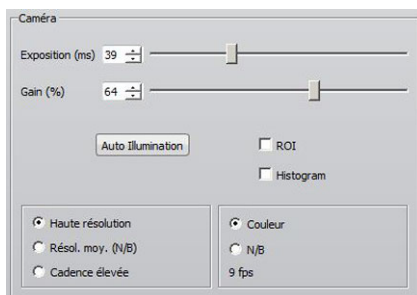 Caméra
Exposition (ms) 39
Gain (%) 64
Auto Illumination
ROI
Histogram
Haute résolution
Résol. moy. (N/B)
Cadence élevée
Couleur
N/B
9 fps